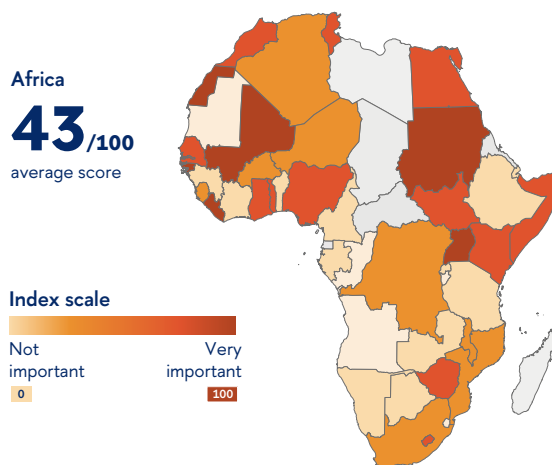 Africa
43/100
average score
Index scale
Not important
Very important
0
100